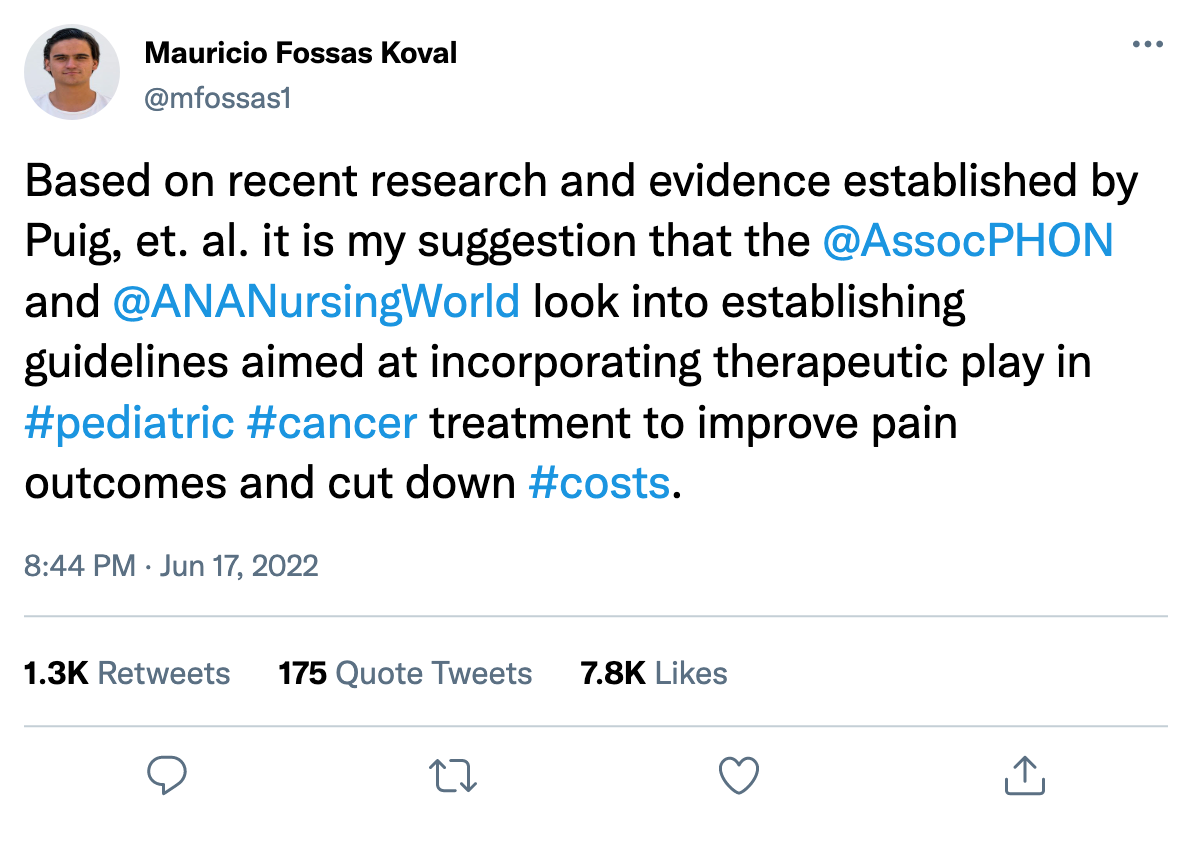 Mauricio Fossas Koval
@mfossas1
Based on recent research and evidence established by
Puig, et. al. it is my suggestion that the @AssocPHON
and @ANANursingWorld look into establishing
guidelines aimed at incorporating therapeutic play in
#pediatric #cancer treatment to improve pain
outcomes and cut down #costs.
8:44 PM · Jun 17, 2022
1.3K Retweets 175 Quote Tweets 7.8K Likes